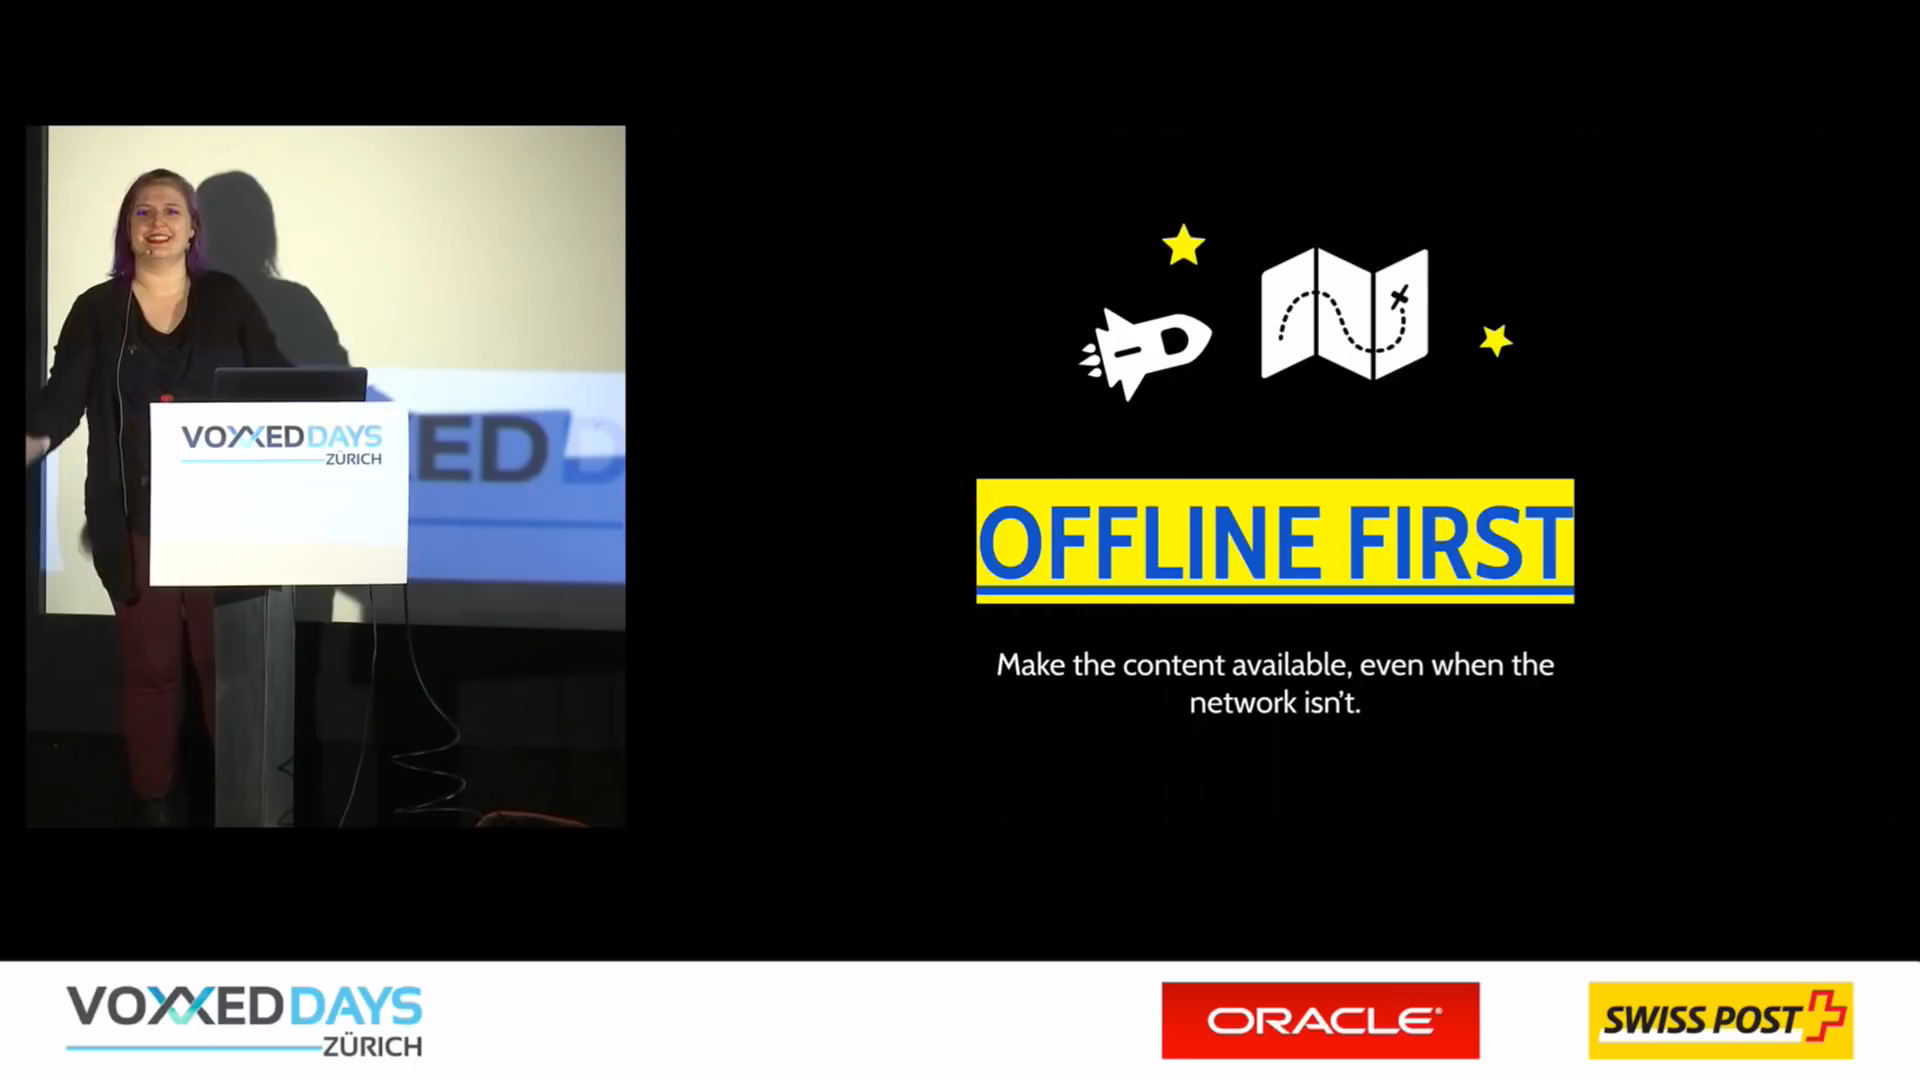 VOXXED DAYS
ZÜRICH
ED D
OFFLINE FIRST
Make the content available, even when the
network isn't.
VOXXED DAYS
ZÜRICH
ORACLE®
SWISS POST